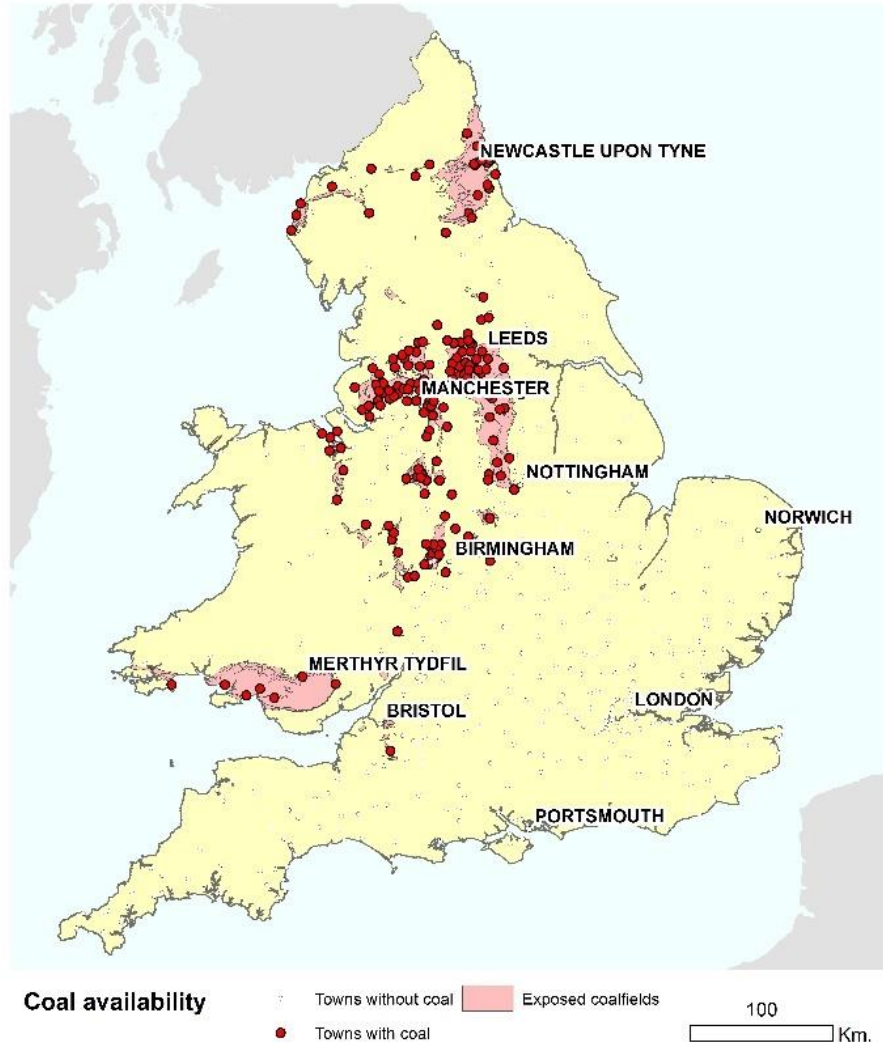 NEWCASTLE UPON TYNE
LEEDS
MANCHESTER
NOTTINGHAM
NORWICH
BIRMINGHAM
MERTHYR TYDFIL
LONDON
BRISTOL
PORTSMOUTH
Coal availability
Towns without coal
Exposed coalfields
100
Towns with coal
Km.